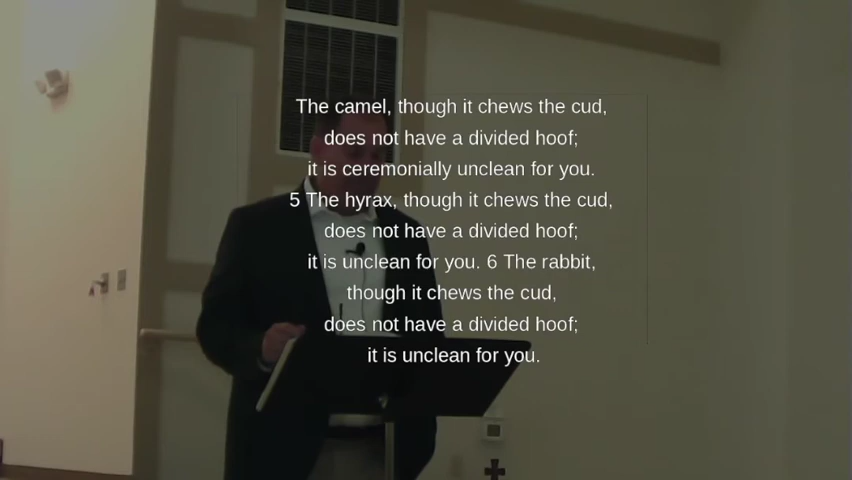 The camel, though it chews the cud,
does not have a divided hoof;
it is ceremonially unclean for you.
5 The hyrax, though it chews the cud,
does not have a divided hoof;
it is unclean for you. 6 The rabbit,
though it chews the cud,
does not have a divided hoof;
it is unclean for you.